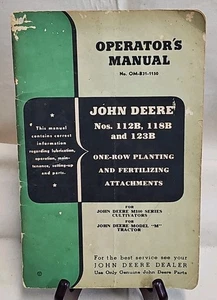 OPERATOR'S
MANUAL
No. OM-B31-1150
JOHN DEERE
Nos. 112B, 118B
and 123B
ONE-ROW PLANTING
AND FERTILIZING
ATTACHMENTS
This manual
contains correct
information
regarding lubrication,
operation, main-
tenance, setting-up
and parts.
FOR
JOHN DEERE M100 SERIES
CULTIVATORS
FOR
JOHN DEERE MODEL "M"
TRACTOR
For the best service see your
JOHN DEERE DEALER
Use Only Genuine John Deere Parts